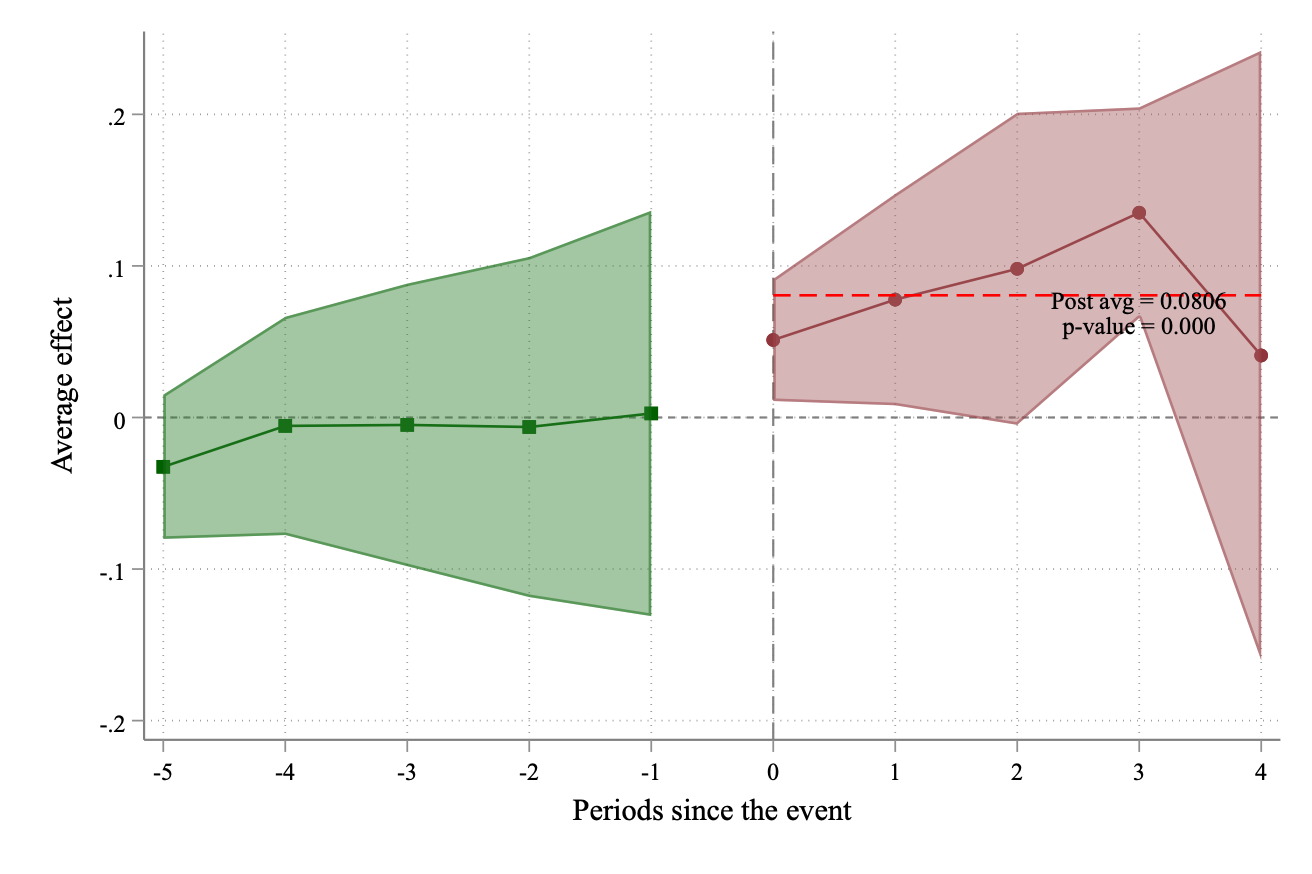 .2
.1
0
-.1
-.2
Average effect
Post avg = 0.0806
p-value = 0.000
-5 -4 -3 -2 -1 0 1 2 3 4
Periods since the event